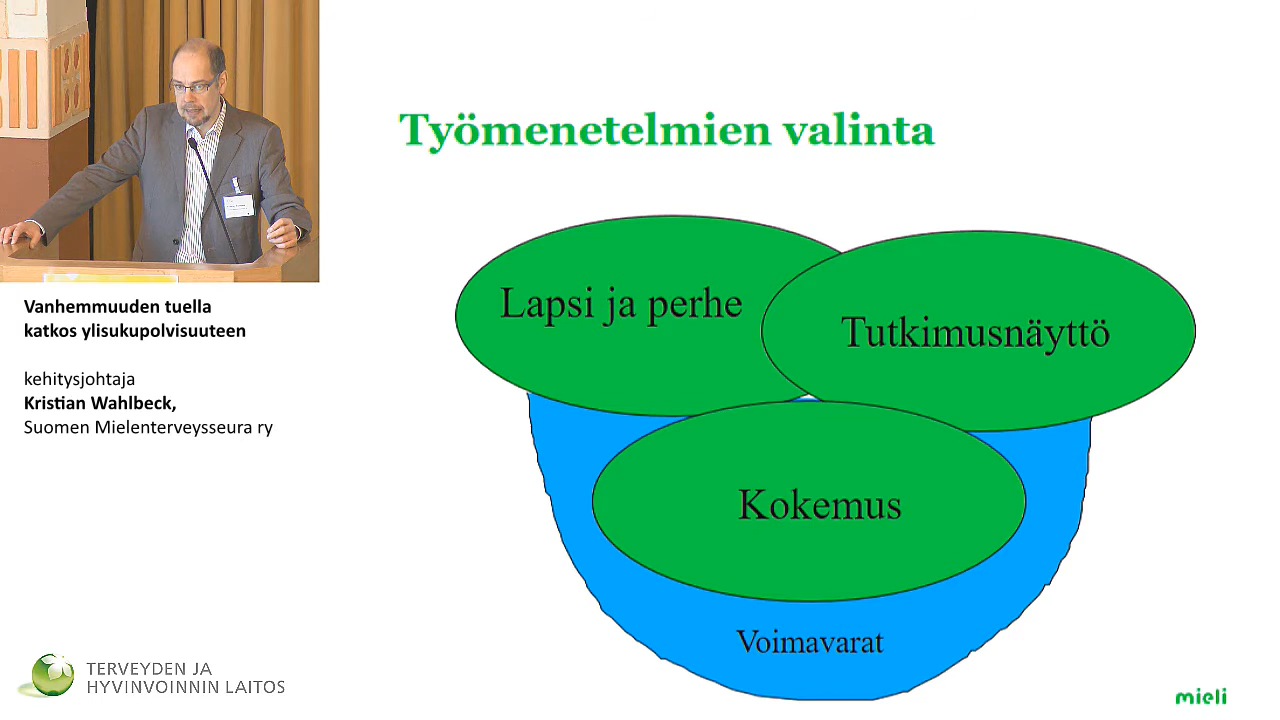 Työmenetelmien valinta
Lapsi ja perhe
Tutkimusnäyttö
Kokemus
Voimavarat
Vanhemmuuden tuella
katkos ylisukupolvisuuteen
kehitysjohtaja
Kristian Wahlbeck,
Suomen Mielenterveysseura ry
TERVEYDEN JA
HYVINVOINNIN LAITOS
mieli